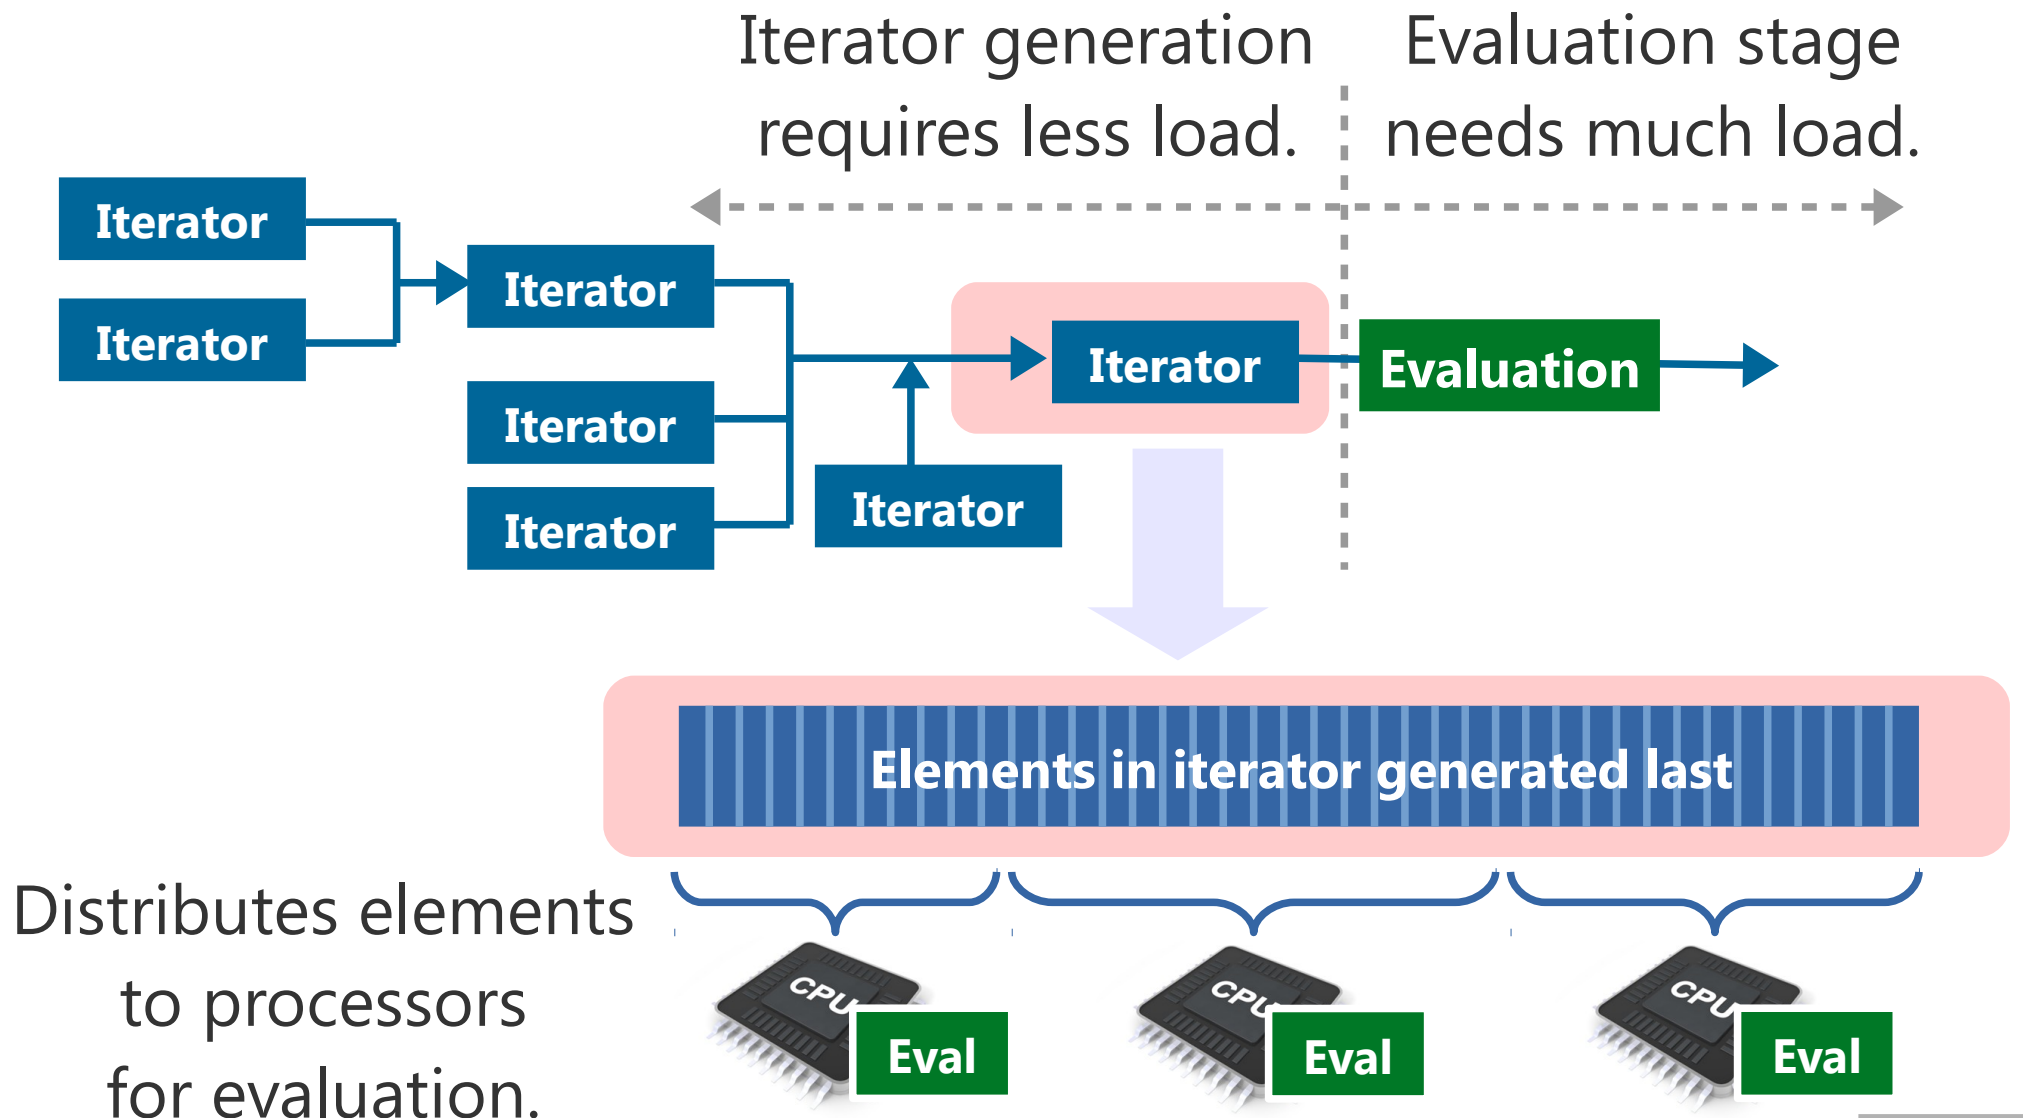 Iterator generation
requires less load.
Evaluation stage
needs much load.
Iterator
Iterator
Iterator
Iterator
Iterator
Iterator
Iterator
Evaluation
Elements in iterator generated last
Distributes elements
to processors
for evaluation.
CPU
Eval
CPU
Eval
CPU
Eval